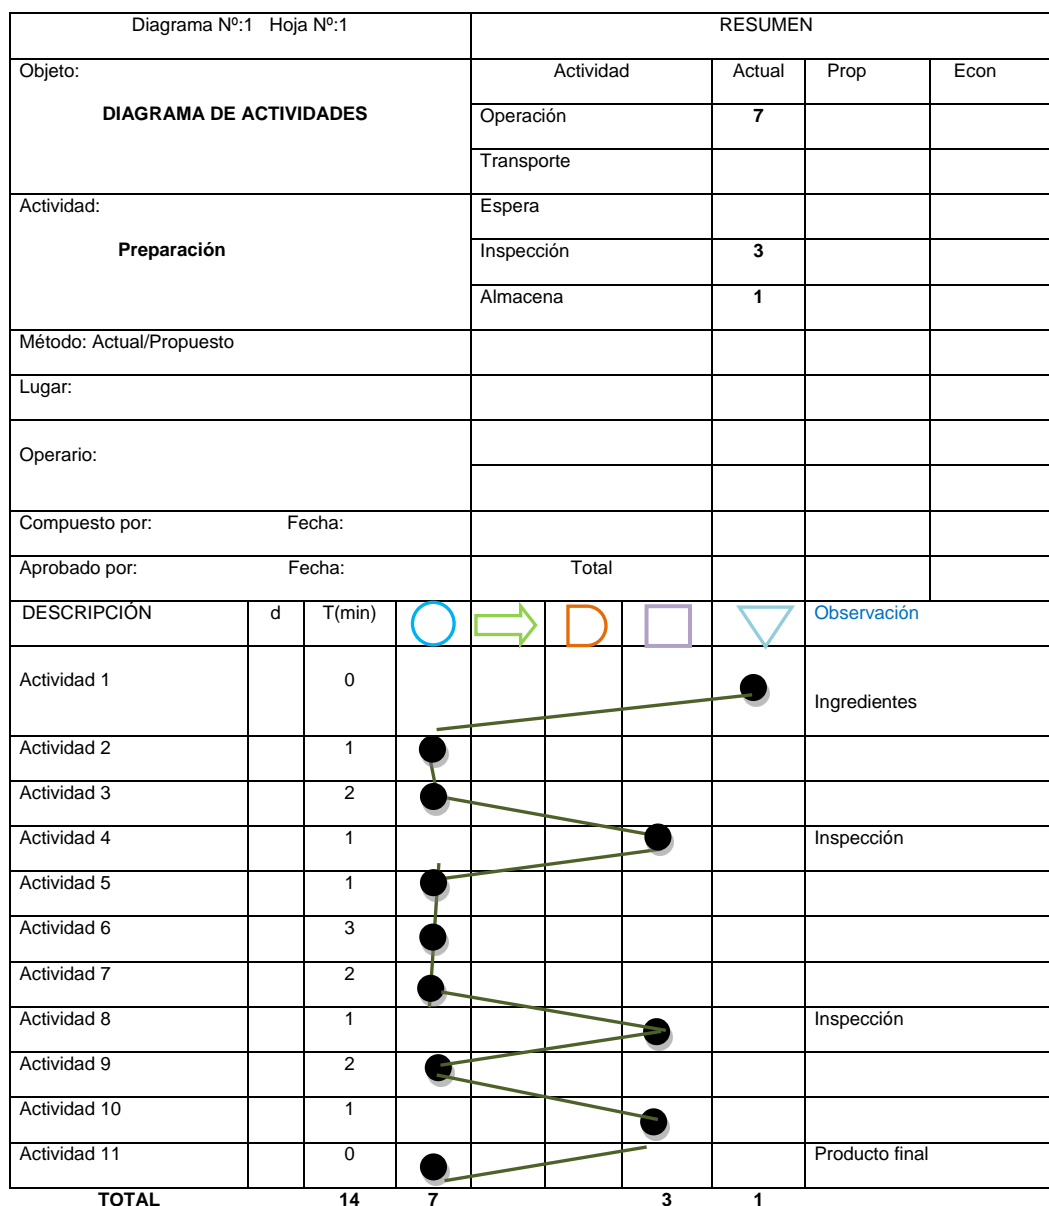 Diagrama Nº:1 Hoja Nº:1 RESUMEN
Objeto: Actividad Actual Prop Econ
DIAGRAMA DE ACTIVIDADES Operación 7
Transporte
Actividad: Espera
Preparación Inspección 3
Almacena 1
Método: Actual/Propuesto
Lugar:
Operario:
Compuesto por: Fecha:
Aprobado por: Fecha: Total
DESCRIPCIÓN d T(min) Observación
Actividad 1 0 Ingredientes
Actividad 2 1
Actividad 3 2
Actividad 4 1 Inspección
Actividad 5 1
Actividad 6 3
Actividad 7 2
Actividad 8 1 Inspección
Actividad 9 2
Actividad 10 1
Actividad 11 0 Producto final
TOTAL 14 7 3 1